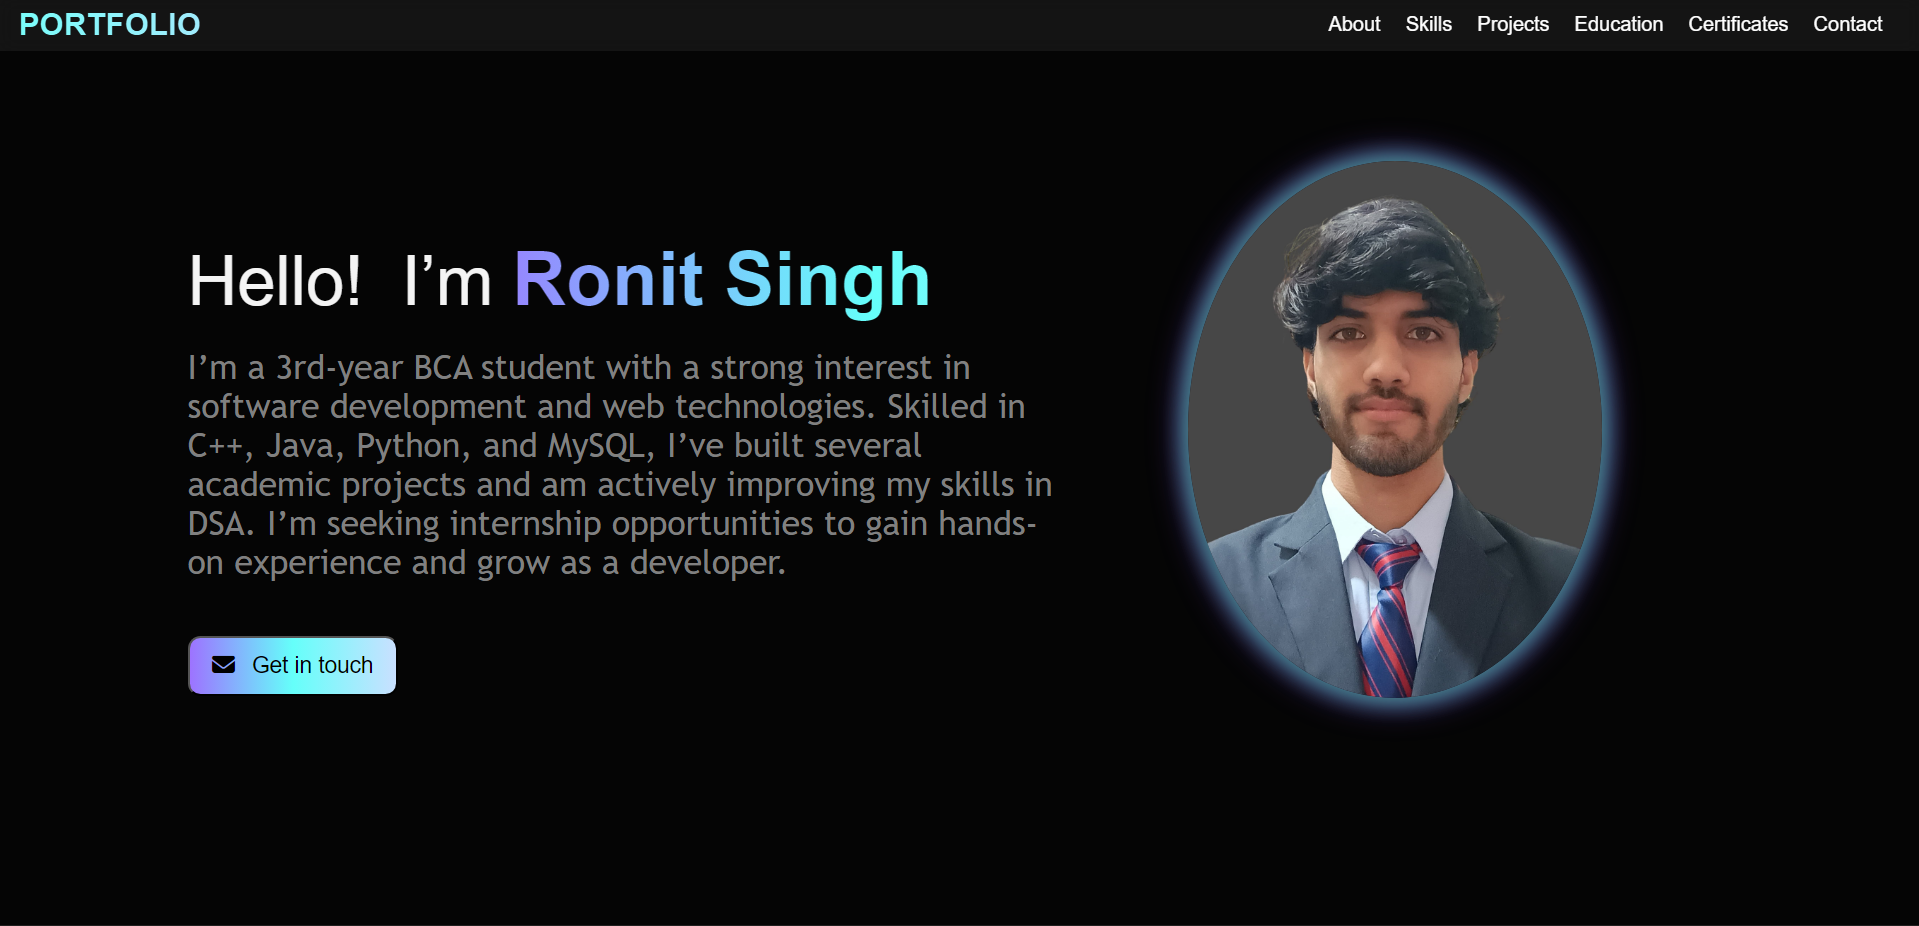 PORTFOLIO
About Skills Projects Education Certificates Contact
Hello! I’m Ronit Singh
I’m a 3rd-year BCA student with a strong interest in
software development and web technologies. Skilled in
C++, Java, Python, and MySQL, I’ve built several
academic projects and am actively improving my skills in
DSA. I’m seeking internship opportunities to gain hands-
on experience and grow as a developer.
Get in touch